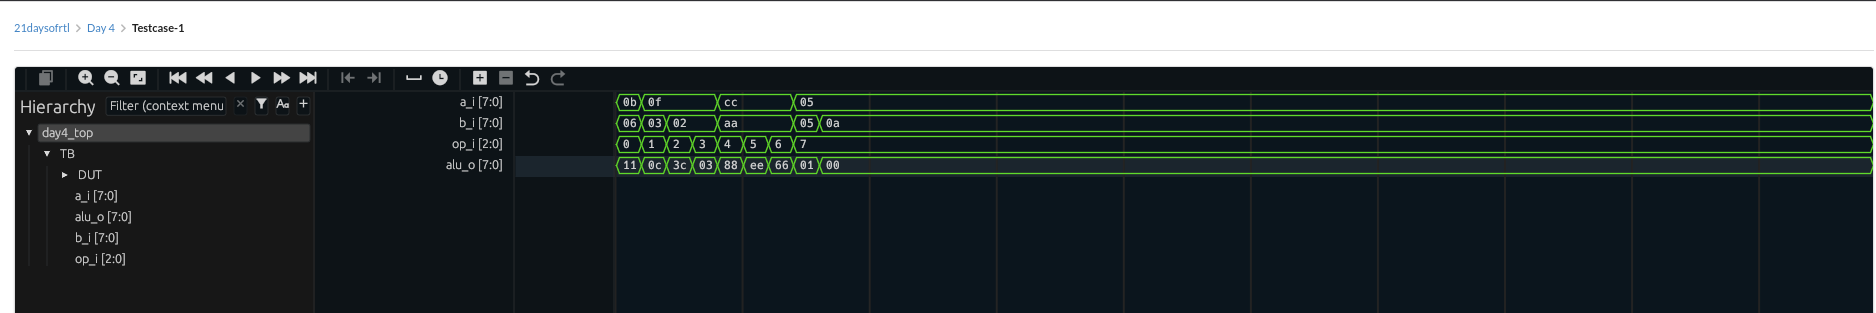 21daysofrtl > Day 4 > Testcase-1
Hierarchy Filter (context menu × Aa +
day4_top
TB
DUT
a_i [7:0]
alu_o [7:0]
b_i [7:0]
op_i [2:0]
a_i [7:0] 0b 0f cc 05
b_i [7:0] 06 03 02 aa 05 0a
op_i [2:0] 0 1 2 3 4 5 6 7
alu_o [7:0] 11 0c 3c 03 88 ee 66 01 00